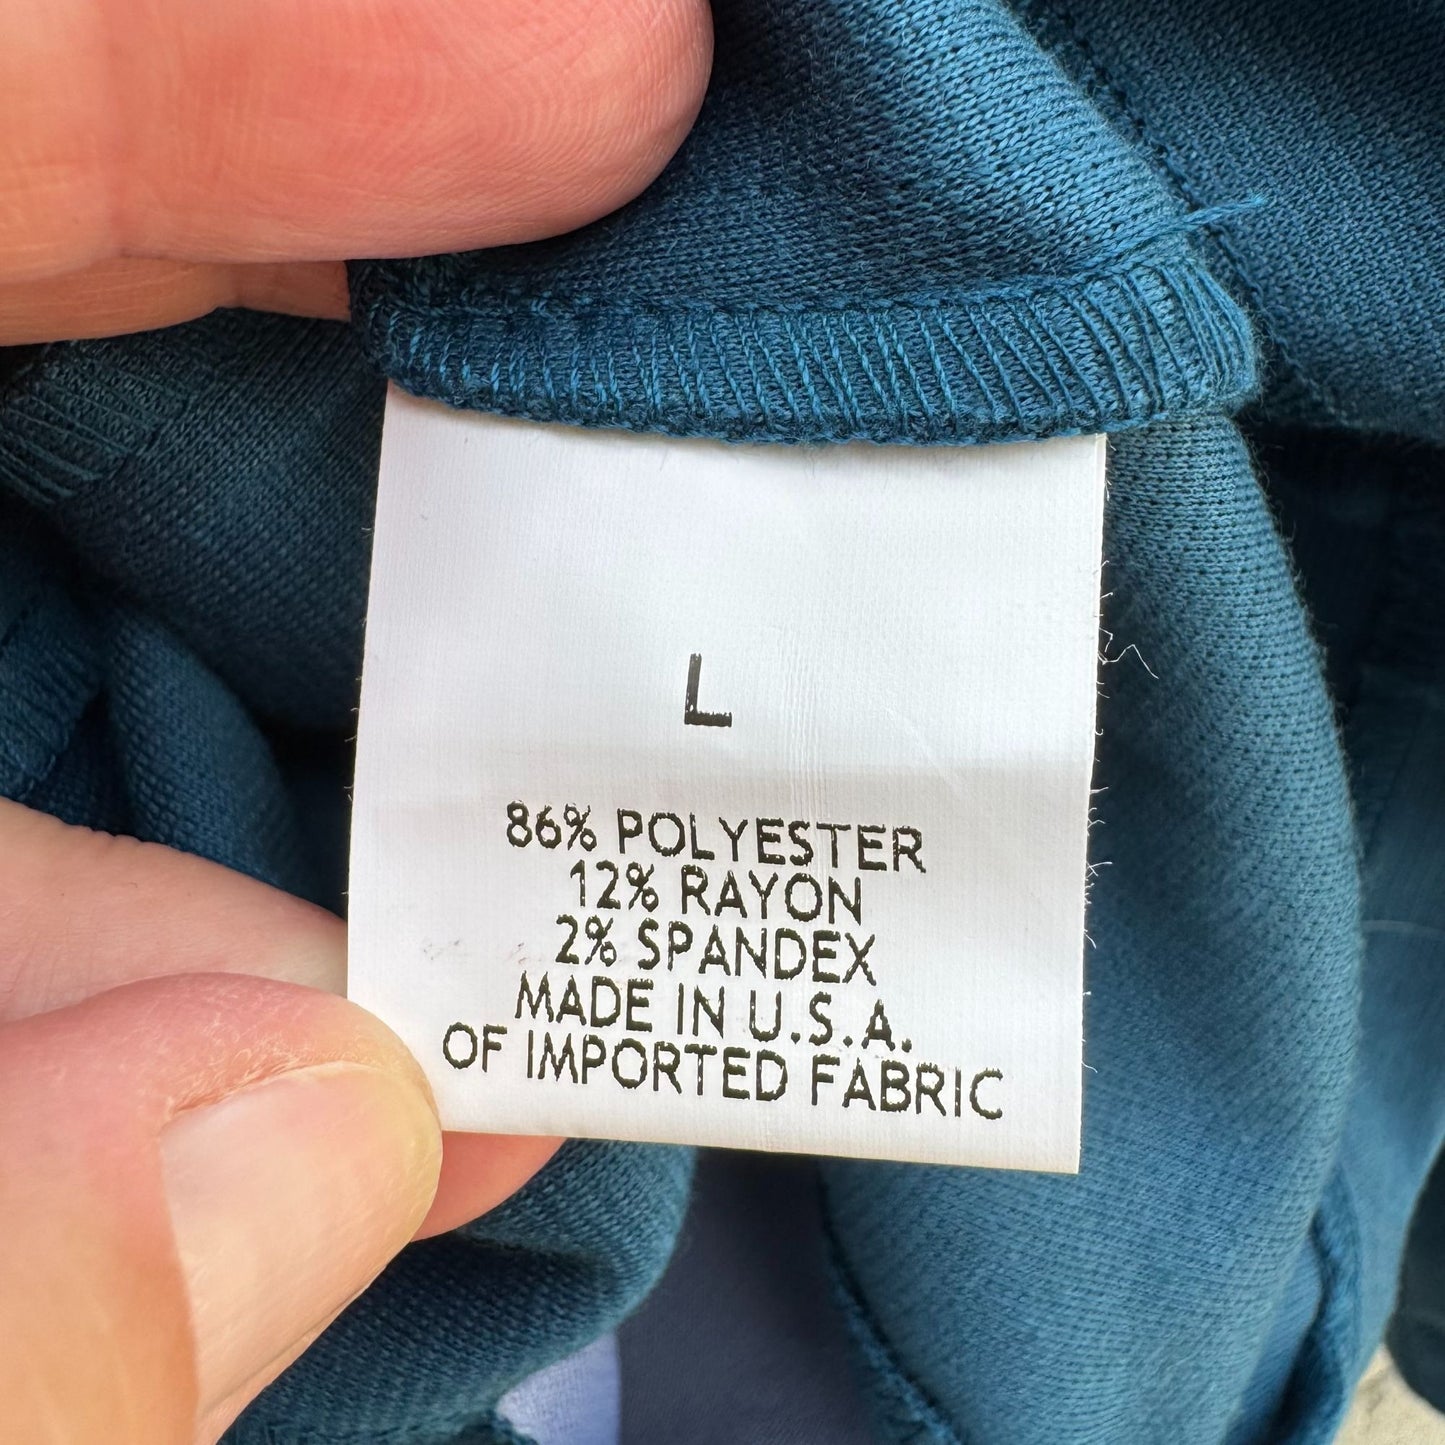 L
86% POLYESTER
12% RAYON
2% SPANDEX
MADE IN U.S.A.
OF IMPORTED FABRIC